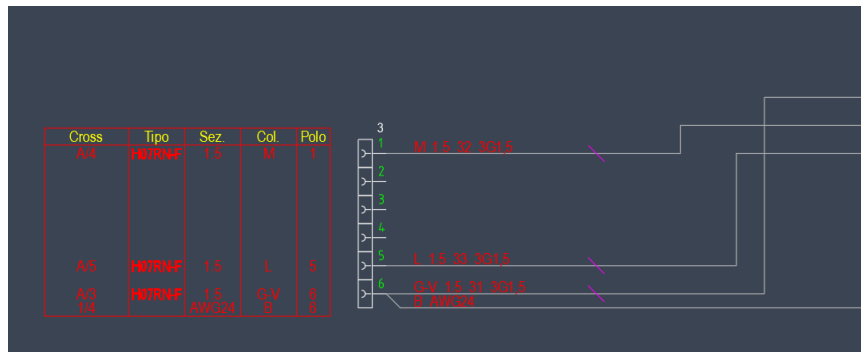 Cross Tipo Sez. Col. Polo
A/4 H07RN-F 1.5 M 1
A/5 H07RN-F 1.5 L 5
A/3 H07RN-F 1.5 G-V 6
1/4 AWG24 B 6
3
1 M 1.5 32 3G1,5
2
3
4
5 L 1.5 33 3G1,5
6 G-V 1.5 31 3G1,5
B AWG24